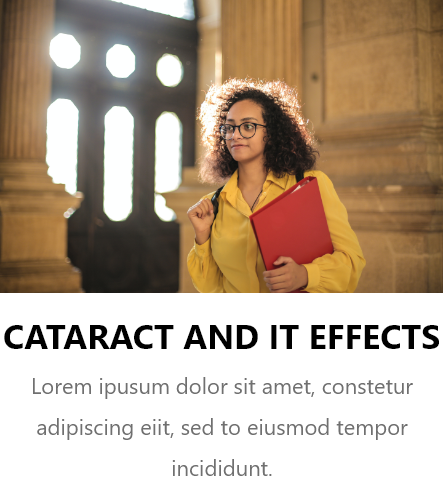 CATARACT AND IT EFFECTS
Lorem ipusum dolor sit amet, constetur
adipiscing eiit, sed to eiusmod tempor
incididunt.